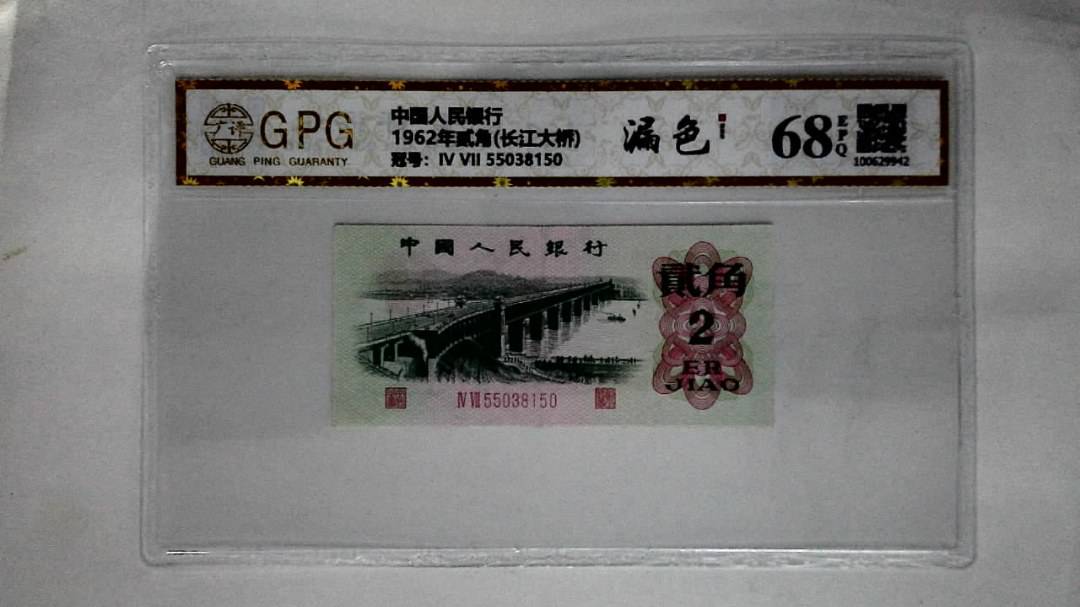 GPG
GUANG PING GUARANTY
中國人民银行
1962年贰角(长江大桥)
冠号: IV VII 55038150
漏色
68
EPQ
100629942
中國人民銀行
貳角
2
ER
JIAO
IV VII 55038150